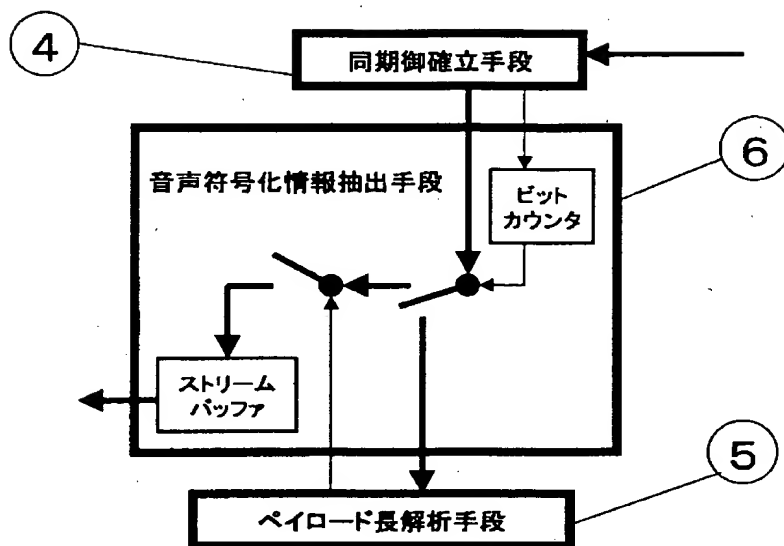 ④
同期御確立手段
⑥
音声符号化情報抽出手段
ビット
カウンタ
ストリーム
バッファ
⑤
ペイロード長解析手段